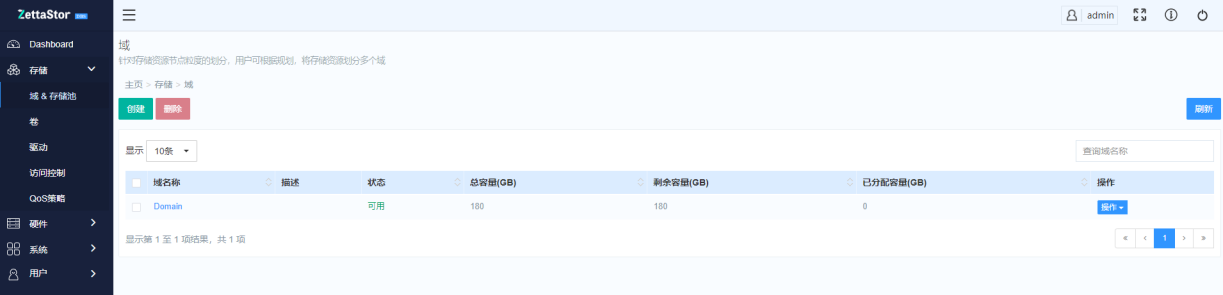 ZettaStor
admin
Dashboard
存储
域 & 存储池
卷
驱动
访问控制
QoS策略
硬件
系统
用户
域
针对存储资源节点粒度的划分，用户可根据规划，将存储资源划分多个域
主页 > 存储 > 域
创建 删除 刷新
显示 10条 查询域名称
域名称 描述 状态 总容量(GB) 剩余容量(GB) 已分配容量(GB) 操作
Domain 可用 180 180 0 操作
显示第 1 至 1 项结果，共 1 项
« ‹ 1 › »